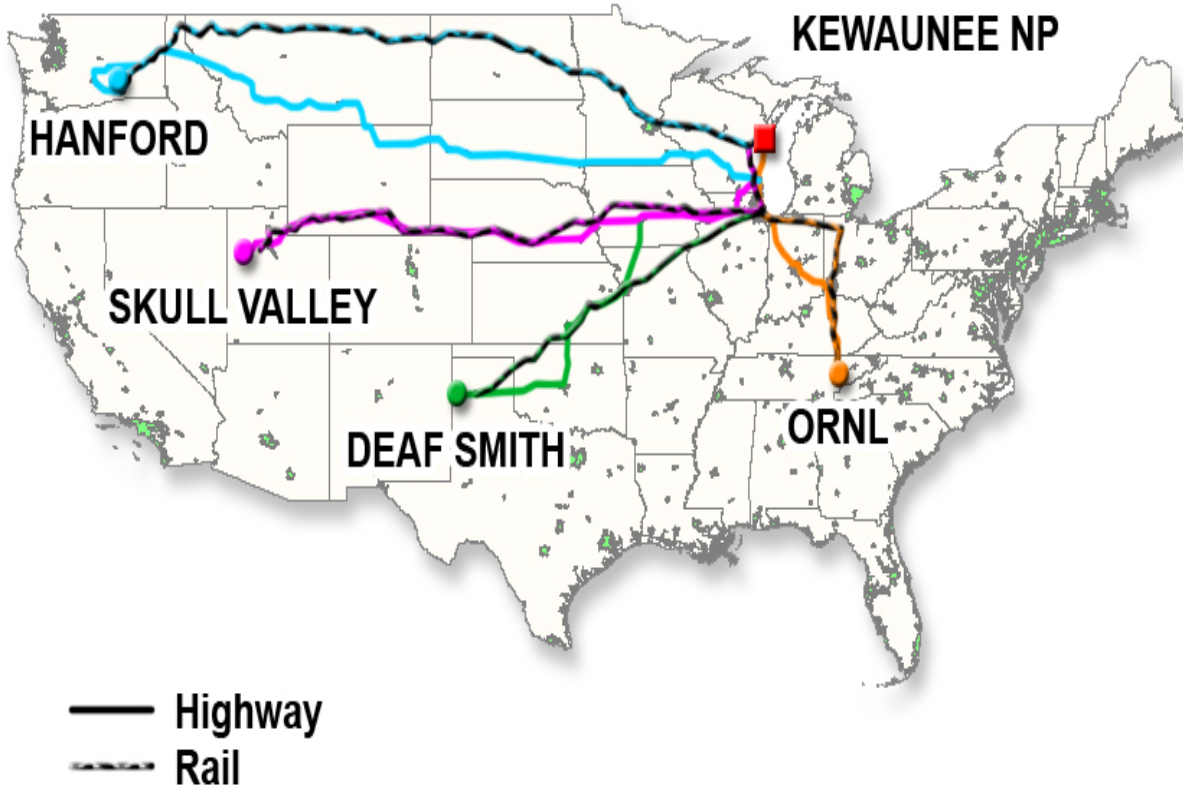 KEWAUNEE NP
HANFORD
SKULL VALLEY
DEAF SMITH
ORNL
Highway
Rail